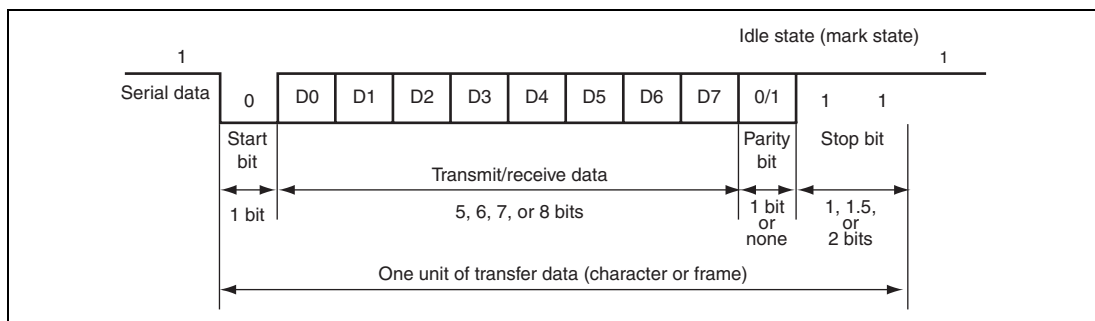 Idle state (mark state)
1
1
Serial data
0
D0
D1
D2
D3
D4
D5
D6
D7
0/1
1
1
Start
bit
Parity
bit
Stop bit
Transmit/receive data
1 bit
5, 6, 7, or 8 bits
1 bit
or
none
1, 1.5,
or
2 bits
One unit of transfer data (character or frame)